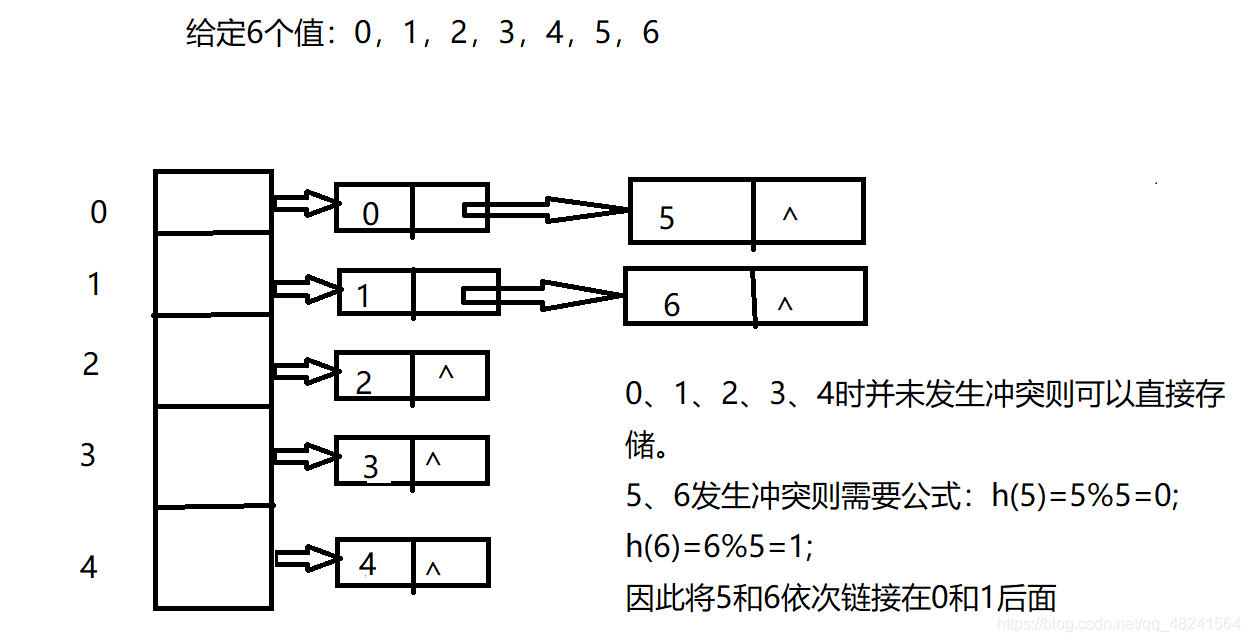 给定6个值：0，1，2，3，4，5，6
0 0 5 ^
1 1 6 ^
2 2 ^
3 3 ^
4 4 ^
0、1、2、3、4时并未发生冲突则可以直接存
储。
5、6发生冲突则需要公式：h(5)=5%5=0;
h(6)=6%5=1;
因此将5和6依次链接在0和1后面
https://blog.csdn.net/qq_48241564